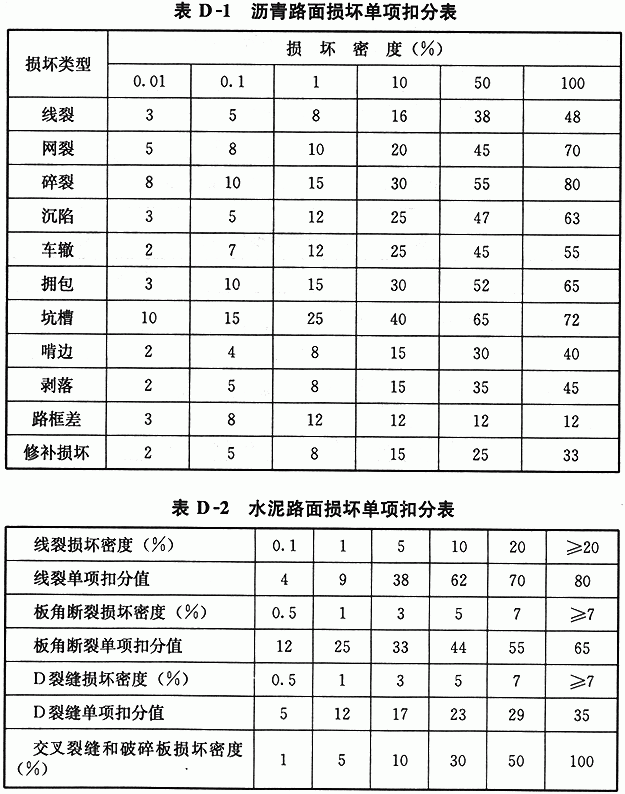 表 D-1 沥青路面损坏单项扣分表
损坏类型 损坏密度(%)
0.01 0.1 1 10 50 100
线裂 3 5 8 16 38 48
网裂 5 8 10 20 45 70
碎裂 8 10 15 30 55 80
沉陷 3 5 12 25 47 63
车辙 2 7 12 25 45 55
拥包 3 10 15 30 52 65
坑槽 10 15 25 40 65 72
啃边 2 4 8 15 30 40
剥落 2 5 8 15 35 45
路框差 3 8 12 12 12 12
修补损坏 2 5 8 15 25 33
表 D-2 水泥路面损坏单项扣分表
线裂损坏密度(%) 0.1 1 5 10 20 ≥20
线裂单项扣分值 4 9 38 62 70 80
板角断裂损坏密度(%) 0.5 1 3 5 7 ≥7
板角断裂单项扣分值 12 25 33 44 55 65
D裂缝损坏密度(%) 0.5 1 3 5 7 ≥7
D裂缝单项扣分值 5 12 17 23 29 35
交叉裂缝和破碎板损坏密度
(%) 1 5 10 30 50 100